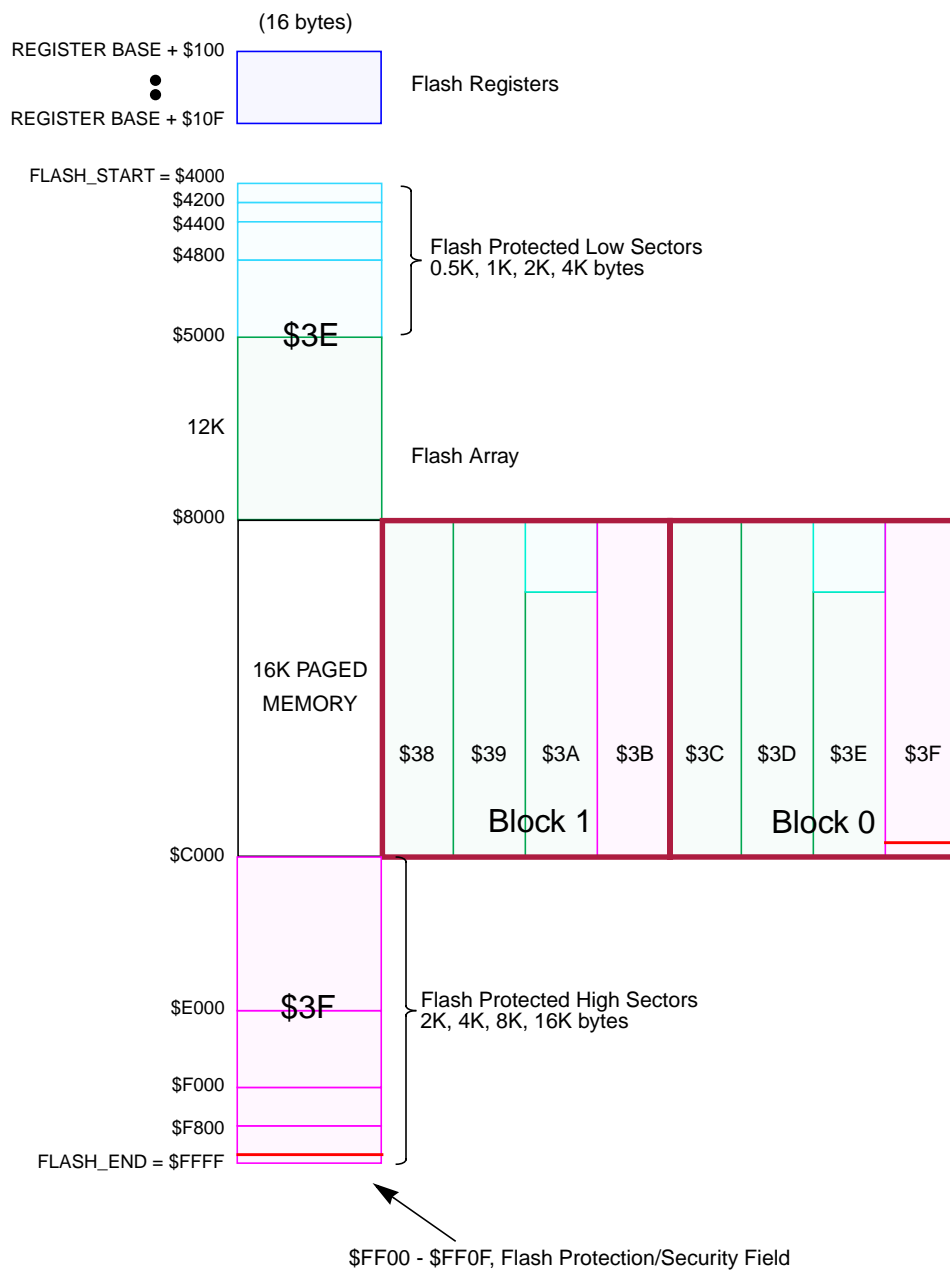 (16 bytes)
REGISTER BASE + $100
Flash Registers
REGISTER BASE + $10F
FLASH_START = $4000
$4200
$4400
$4800
Flash Protected Low Sectors
0.5K, 1K, 2K, 4K bytes
$5000
$3E
12K
Flash Array
$8000
16K PAGED
MEMORY
$38 $39 $3A $3B $3C $3D $3E $3F
Block 1 Block 0
$C000
$E000
$3F
Flash Protected High Sectors
2K, 4K, 8K, 16K bytes
$F000
$F800
FLASH_END = $FFFF
$FF00 - $FF0F, Flash Protection/Security Field